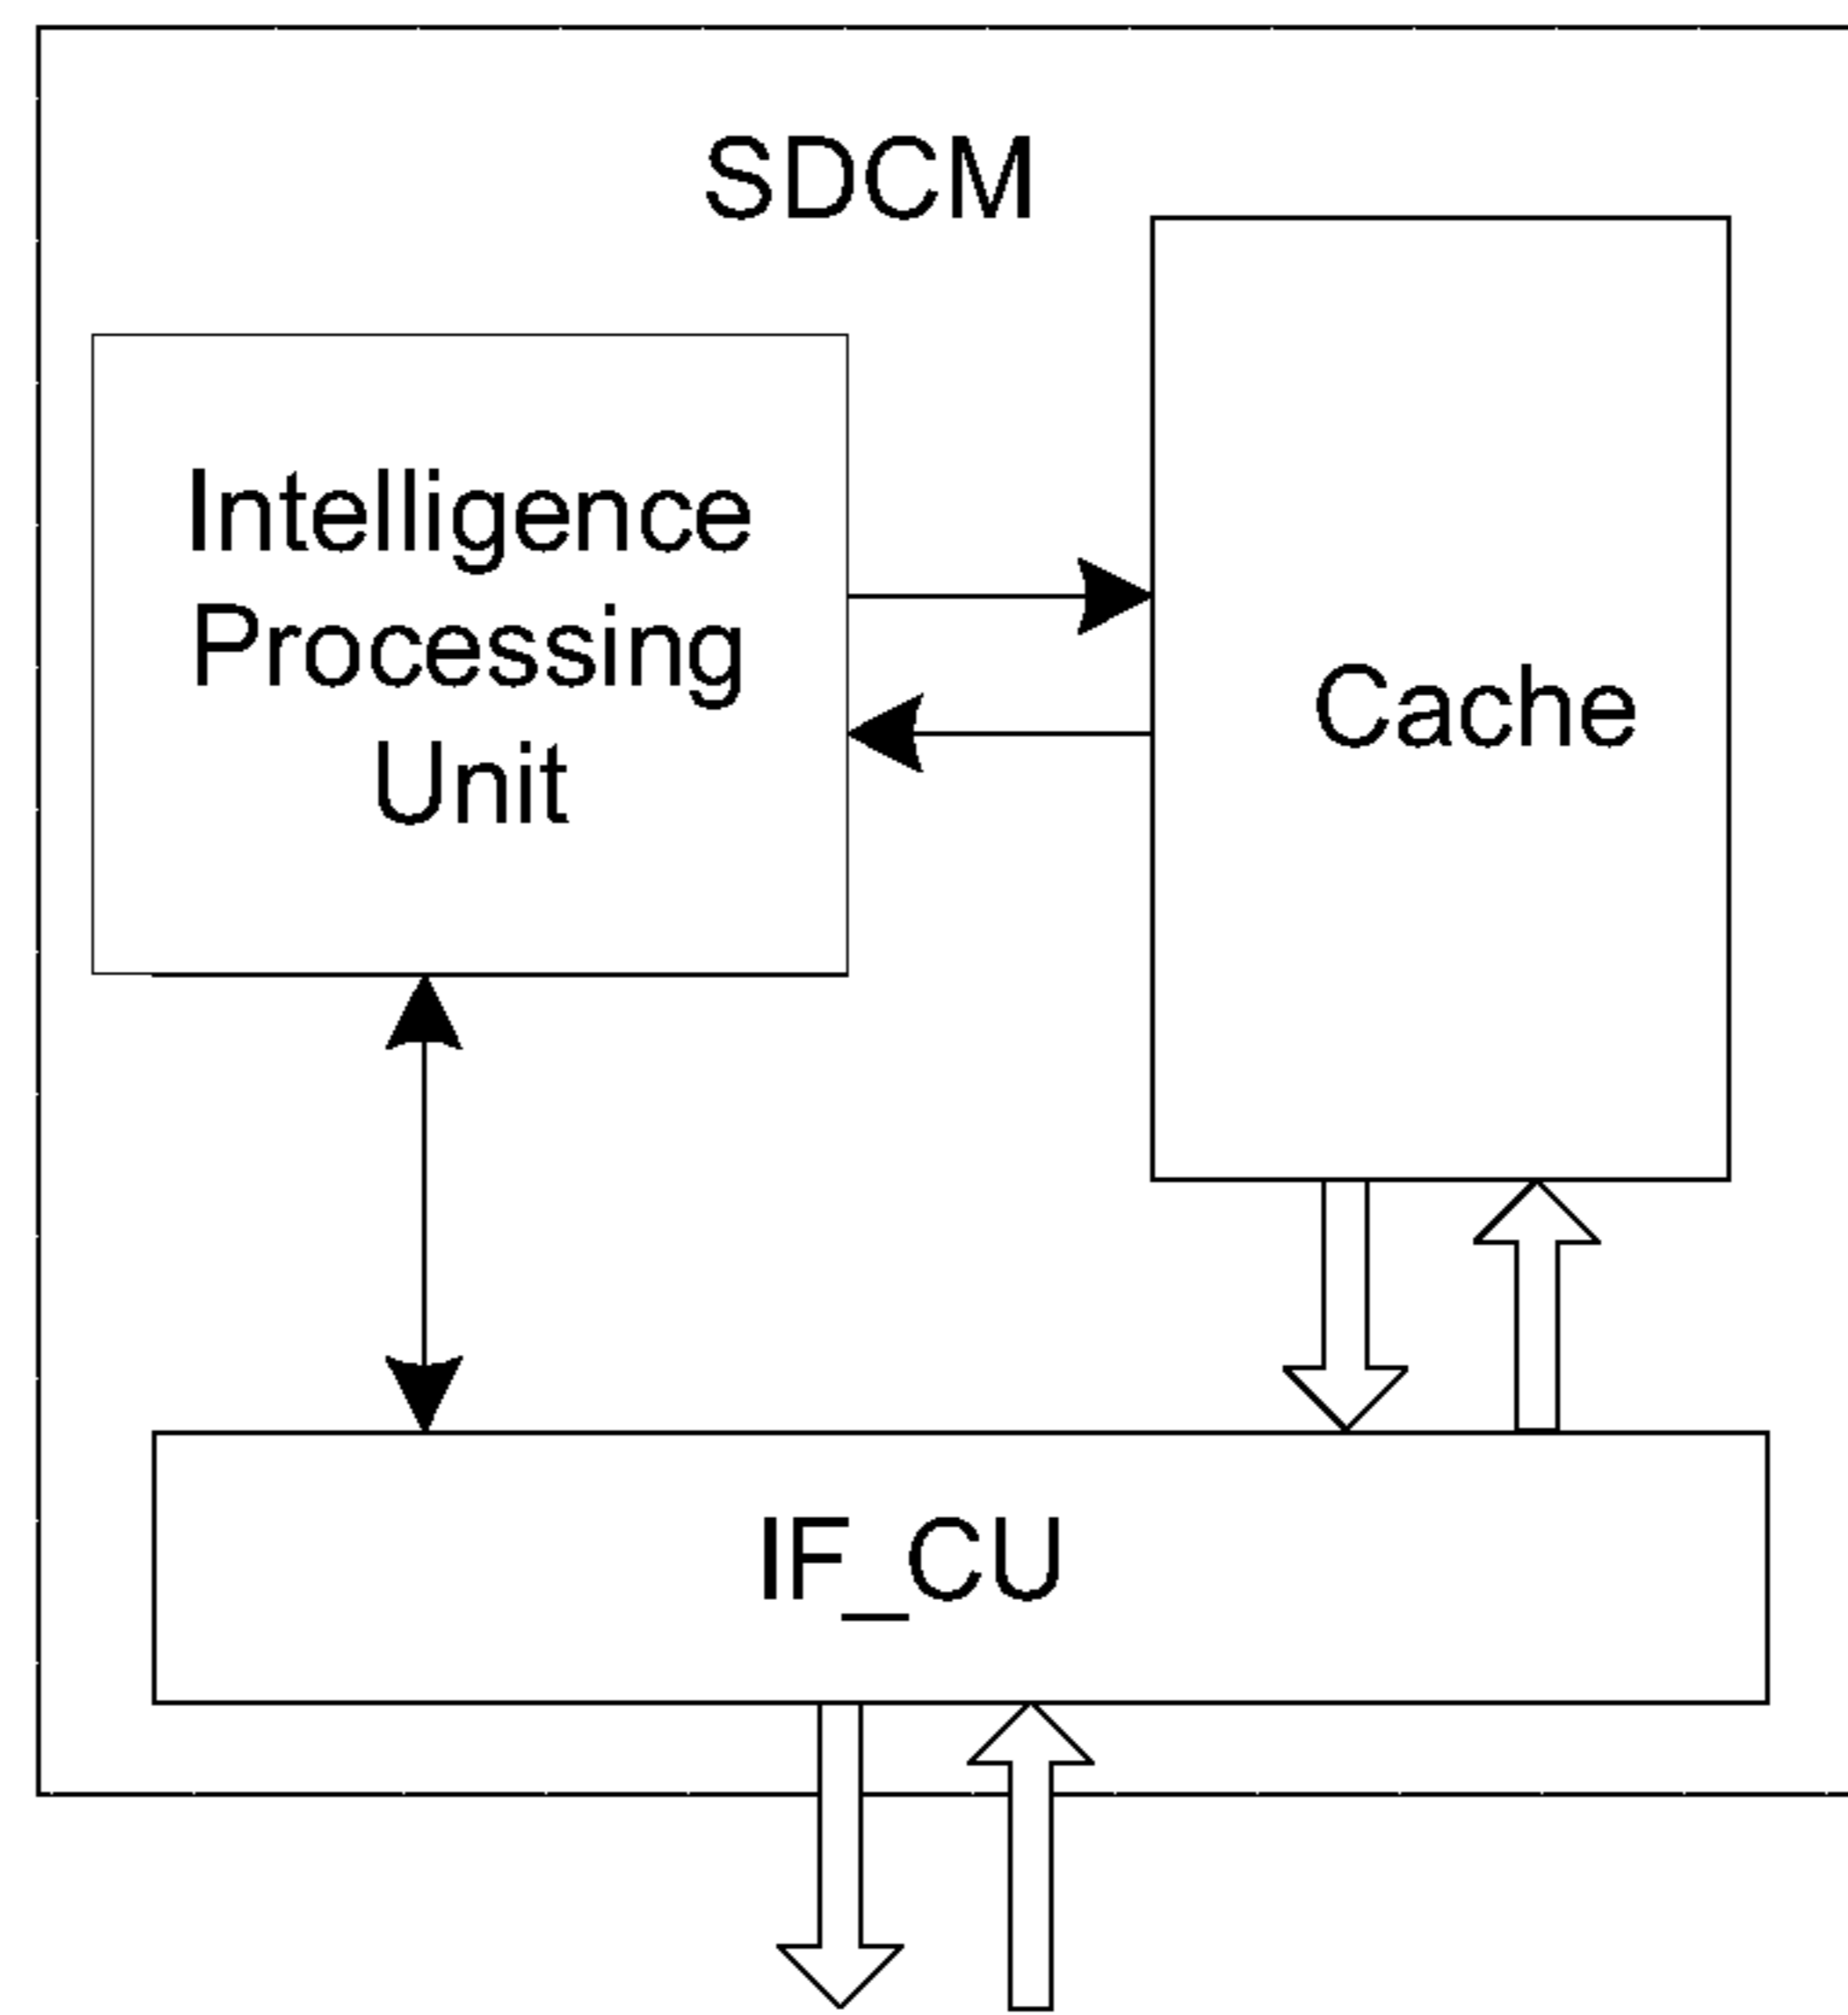 SDCM
Intelligence
Processing
Unit
Cache
IF_CU